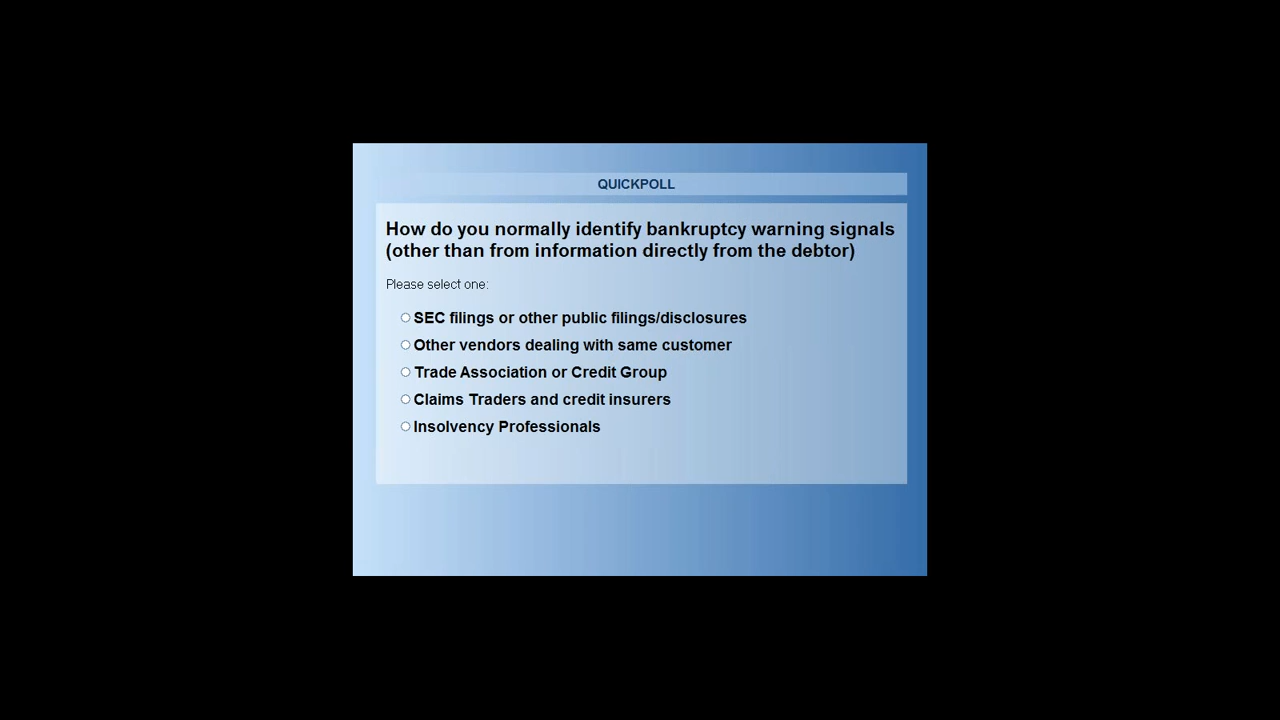 QUICKPOLL
How do you normally identify bankruptcy warning signals
(other than from information directly from the debtor)
Please select one:
SEC filings or other public filings/disclosures
Other vendors dealing with same customer
Trade Association or Credit Group
Claims Traders and credit insurers
Insolvency Professionals